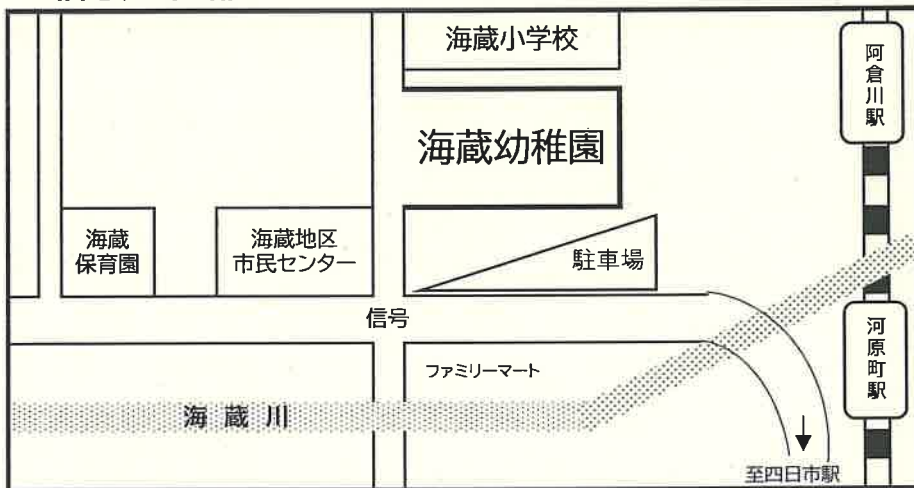 海蔵小学校
阿倉川駅
海蔵幼稚園
海蔵
保育園
海蔵地区
市民センター
駐車場
信号
河原町駅
ファミリーマート
海蔵川
至四日市駅